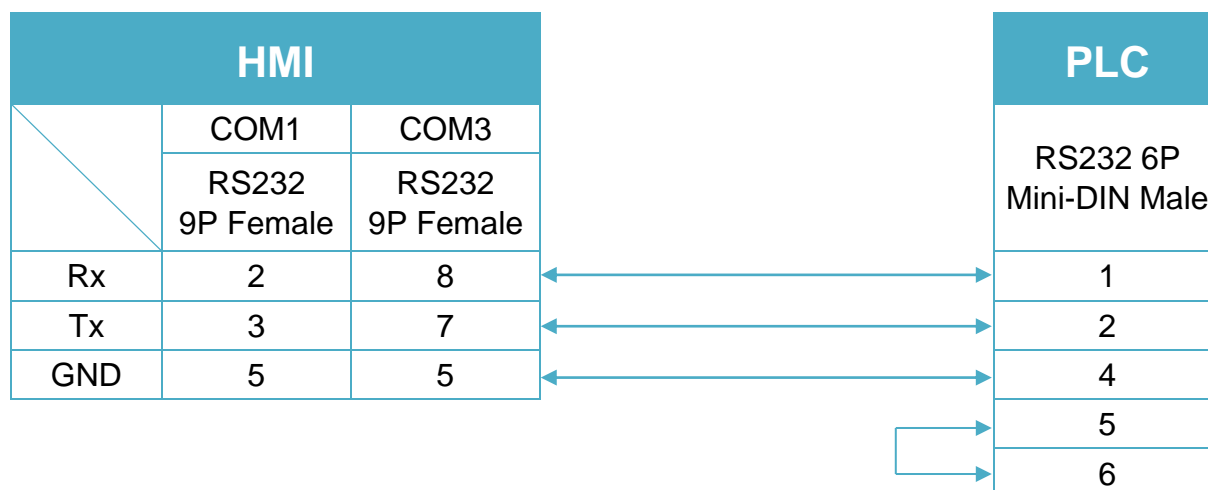 HMI
PLC
COM1 COM3
RS232 6P
Mini-DIN Male
RS232 RS232
9P Female 9P Female
Rx 2 8 1
Tx 3 7 2
GND 5 5 4
5
6